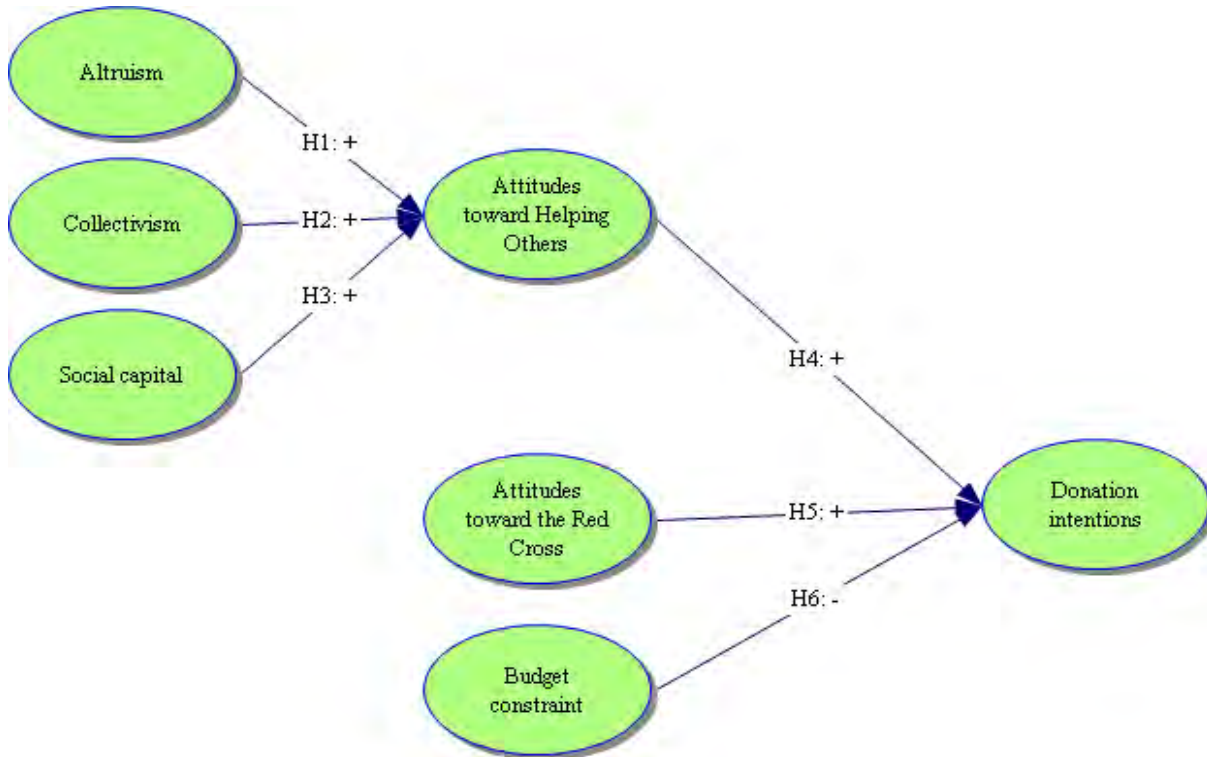 Altruism
H1: +
Collectivism
H2: +
Attitudes
toward Helping
Others
H3: +
Social capital
H4: +
Attitudes
toward the Red
Cross
H5: +
Donation
intentions
H6: -
Budget
constraint